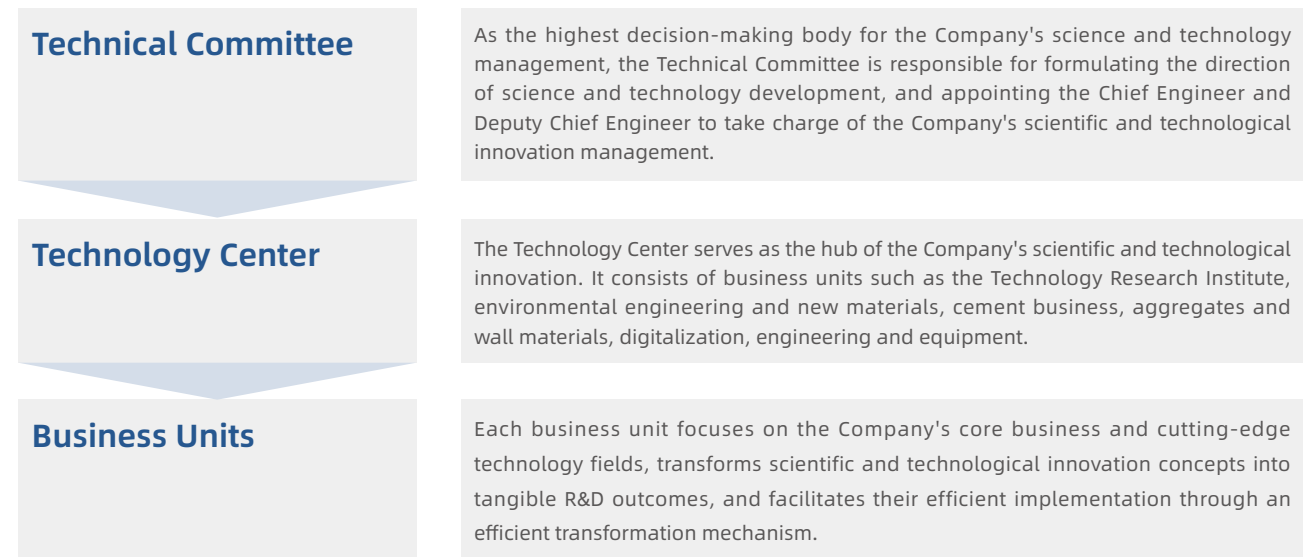 Technical Committee
As the highest decision-making body for the Company's science and technology
management, the Technical Committee is responsible for formulating the direction
of science and technology development, and appointing the Chief Engineer and
Deputy Chief Engineer to take charge of the Company's scientific and technological
innovation management.
Technology Center
The Technology Center serves as the hub of the Company's scientific and technological
innovation. It consists of business units such as the Technology Research Institute,
environmental engineering and new materials, cement business, aggregates and
wall materials, digitalization, engineering and equipment.
Business Units
Each business unit focuses on the Company's core business and cutting-edge
technology fields, transforms scientific and technological innovation concepts into
tangible R&D outcomes, and facilitates their efficient implementation through an
efficient transformation mechanism.